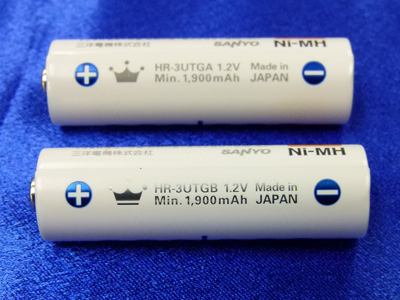 三洋電機株式会社 SANYO Ni-MH
+ HR-3UTGA 1.2V Made in -
Min. 1,900mAh JAPAN
三洋電機株式会社 SANYO Ni-MH
+ HR-3UTGB 1.2V Made in -
Min. 1,900mAh JAPAN